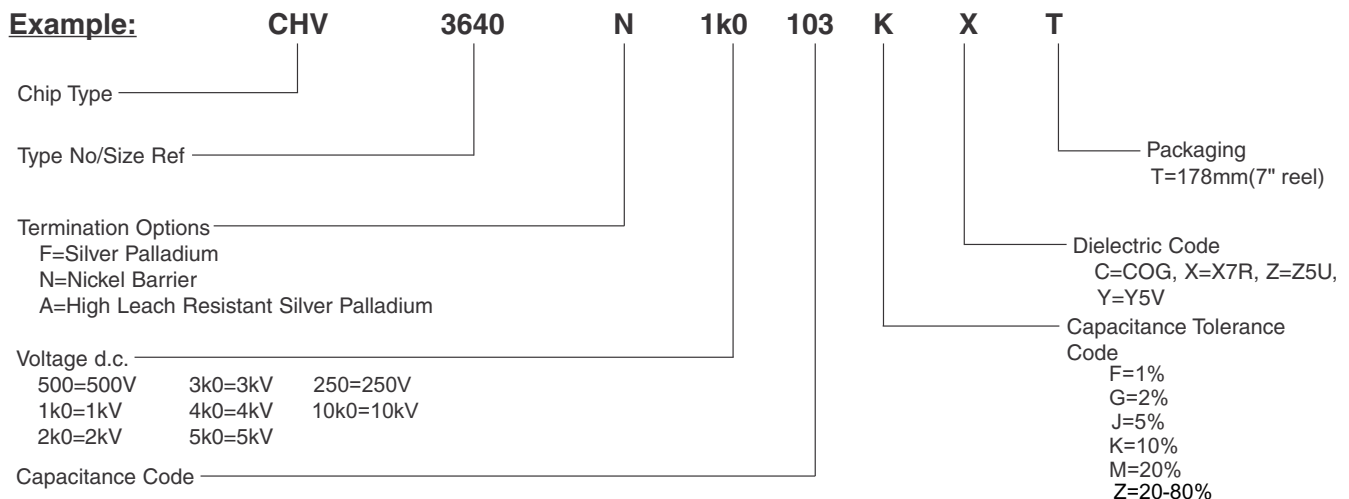 Example: CHV 3640 N 1k0 103 K X T
Chip Type
Type No/Size Ref
Packaging
T=178mm(7" reel)
Termination Options
F=Silver Palladium
N=Nickel Barrier
A=High Leach Resistant Silver Palladium
Dielectric Code
C=COG, X=X7R, Z=Z5U,
Y=Y5V
Voltage d.c.
500=500V 3k0=3kV 250=250V
1k0=1kV 4k0=4kV 10k0=10kV
2k0=2kV 5k0=5kV
Capacitance Tolerance
Code
F=1%
G=2%
J=5%
K=10%
M=20%
Z=20-80%
Capacitance Code